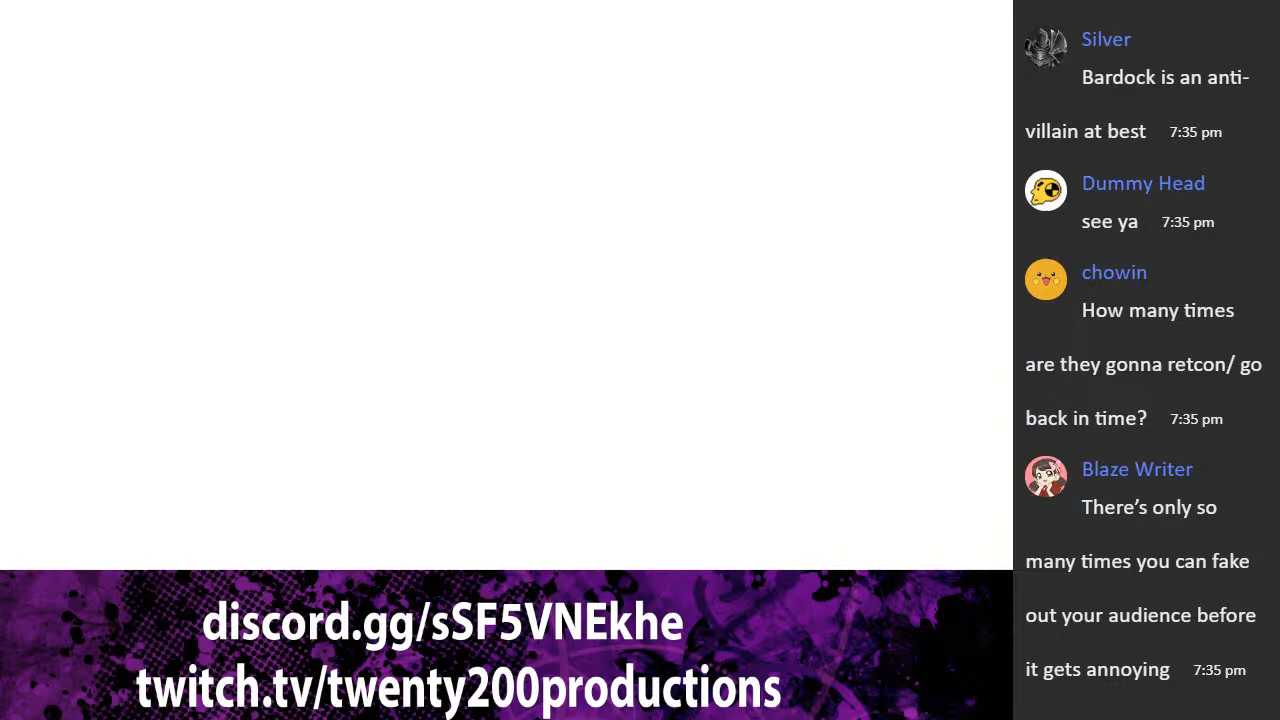 Silver
Bardock is an anti-
villain at best 7:35 pm
Dummy Head
see ya 7:35 pm
chowin
How many times
are they gonna retcon/ go
back in time? 7:35 pm
Blaze Writer
There's only so
many times you can fake
out your audience before
it gets annoying 7:35 pm
discord.gg/sSF5VNEkhe
twitch.tv/twenty200productions